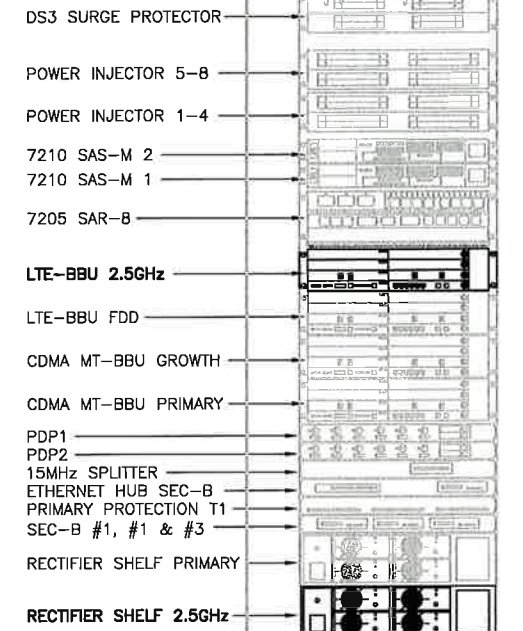 DS3 SURGE PROTECTOR
POWER INJECTOR 5-8
POWER INJECTOR 1-4
7210 SAS-M 2
7210 SAS-M 1
7205 SAR-8
LTE-BBU 2.5GHz
LTE-BBU FDD
CDMA MT-BBU GROWTH
CDMA MT-BBU PRIMARY
PDP1
PDP2
15MHz SPLITTER
ETHERNET HUB SEC-B
PRIMARY PROTECTION T1
SEC-B #1, #1 & #3
RECTIFIER SHELF PRIMARY
RECTIFIER SHELF 2.5GHz